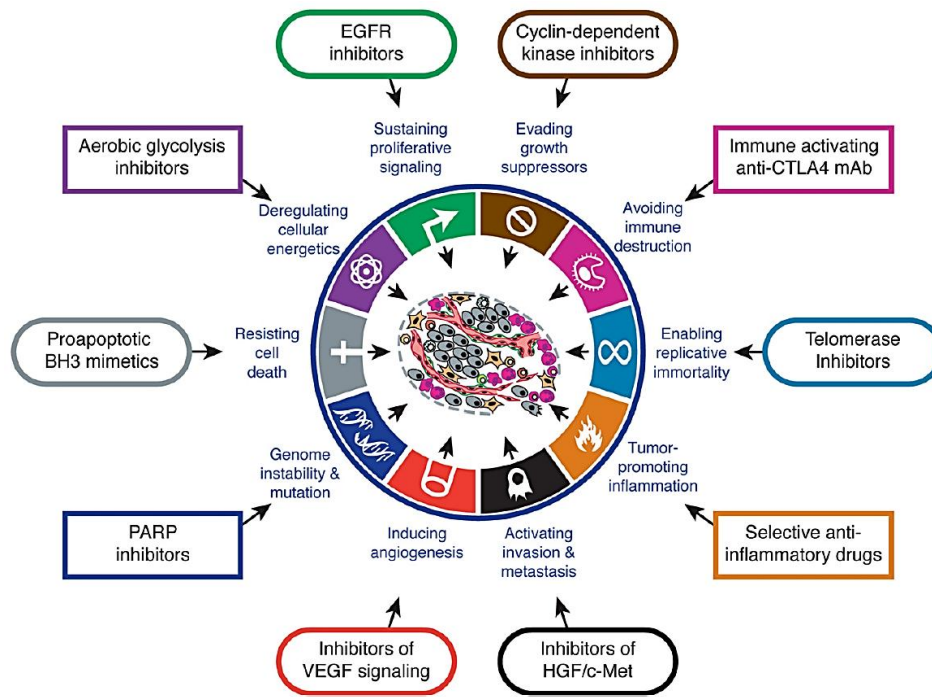 EGFR
inhibitors
Cyclin-dependent
kinase inhibitors
Sustaining
proliferative
signaling
Evading
growth
suppressors
Aerobic glycolysis
inhibitors
Immune activating
anti-CTLA4 mAb
Deregulating
cellular
energetics
Avoiding
immune
destruction
Proapoptotic
BH3 mimetics
Resisting
cell
death
Enabling
replicative
immortality
Telomerase
Inhibitors
Genome
instability &
mutation
Tumor-
promoting
inflammation
PARP
inhibitors
Inducing
angiogenesis
Activating
invasion &
metastasis
Selective anti-
inflammatory drugs
Inhibitors of
VEGF signaling
Inhibitors of
HGF/c-Met